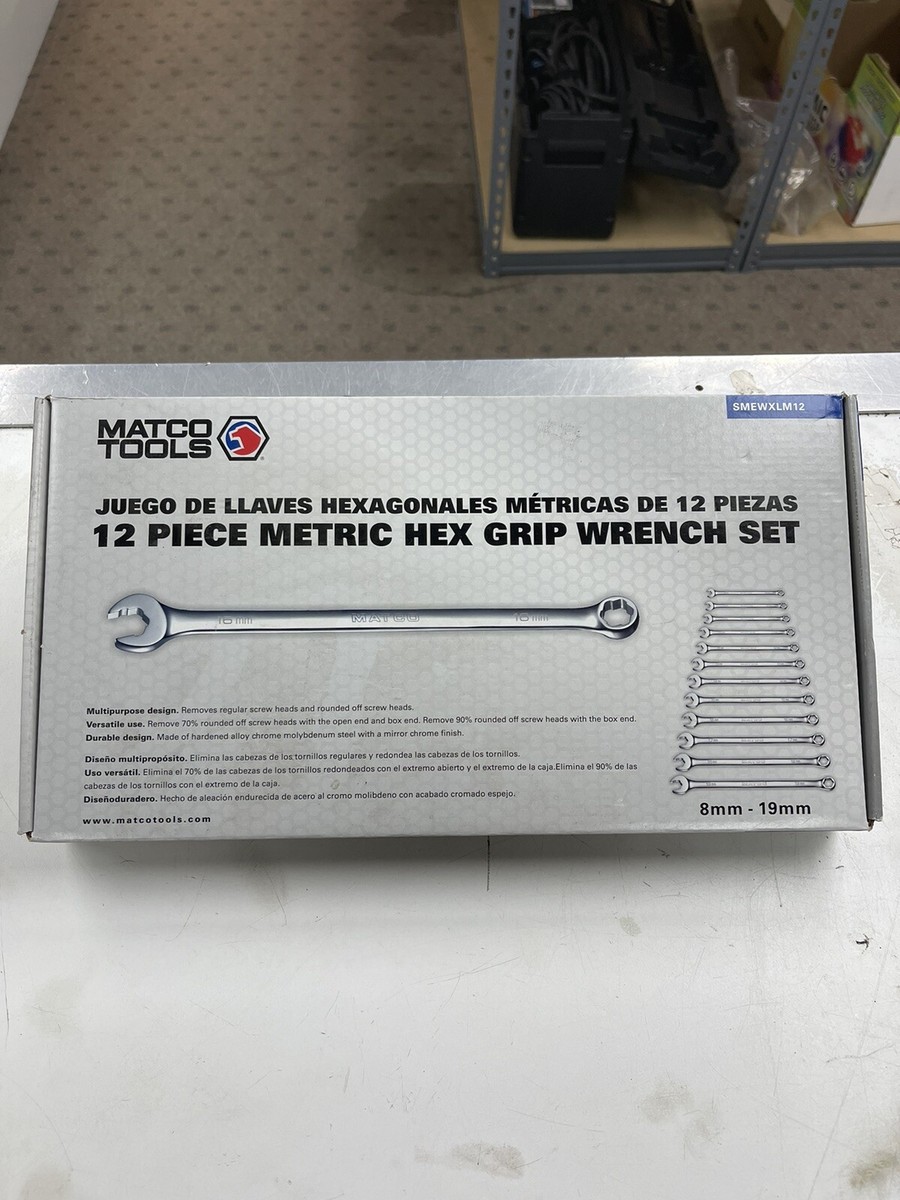 SMEWXLM12
MATCO
TOOLS
JUEGO DE LLAVES HEXAGONALES MÉTRICAS DE 12 PIEZAS
12 PIECE METRIC HEX GRIP WRENCH SET
16 mm MATCO 16 mm
Multipurpose design. Removes regular screw heads and rounded off screw heads.
Versatile use. Remove 70% rounded off screw heads with the open end and box end. Remove 90% rounded off screw heads with the box end.
Durable design. Made of hardened alloy chrome molybdenum steel with a mirror chrome finish.
Diseño multipropósito. Elimina las cabezas de los tornillos regulares y redondea las cabezas de los tornillos.
Uso versátil. Elimina el 70% de las cabezas de los tornillos redondeados con el extremo abierto y el extremo de la caja.Elimina el 90% de las
cabezas de los tornillos con el extremo de la caja.
Diseñoduradero. Hecho de aleación endurecida de acero al cromo molibdeno con acabado cromado espejo.
www.matcotools.com
8mm - 19mm